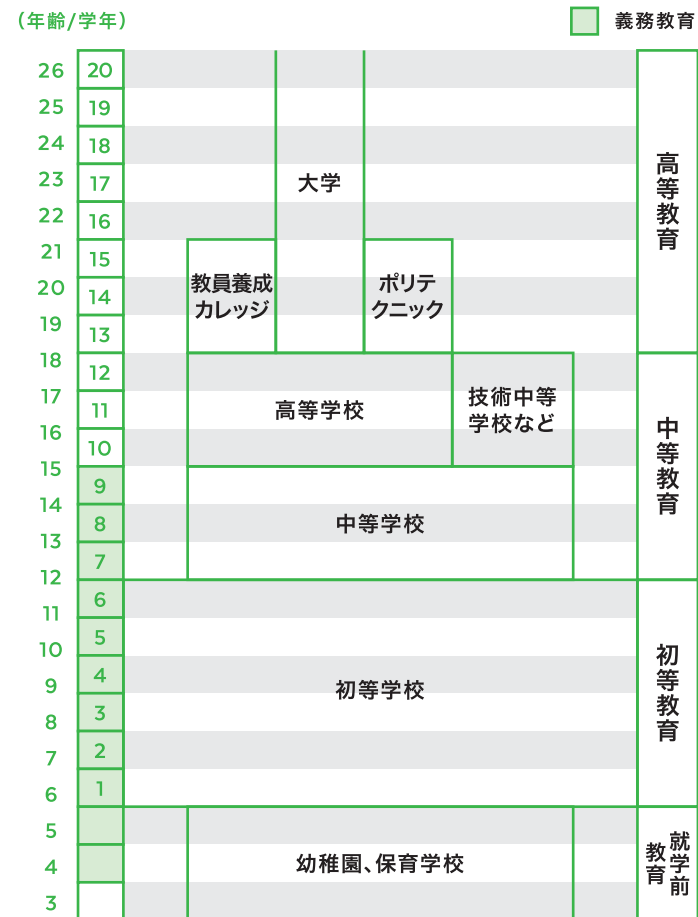 (年齢/学年)
義務教育
26 20
25 19
24 18
23 17
22 16
21 15
20 14
19 13
18 12
17 11
16 10
15 9
14 8
13 7
12 6
11 5
10 4
9 3
8 2
7 1
6
5
4
3
大学
教員養成
カレッジ
ポリテ
クニック
高等学校
技術中等
学校など
中等学校
初等学校
幼稚園、保育学校
高等教育
中等教育
初等教育
就学前
教育